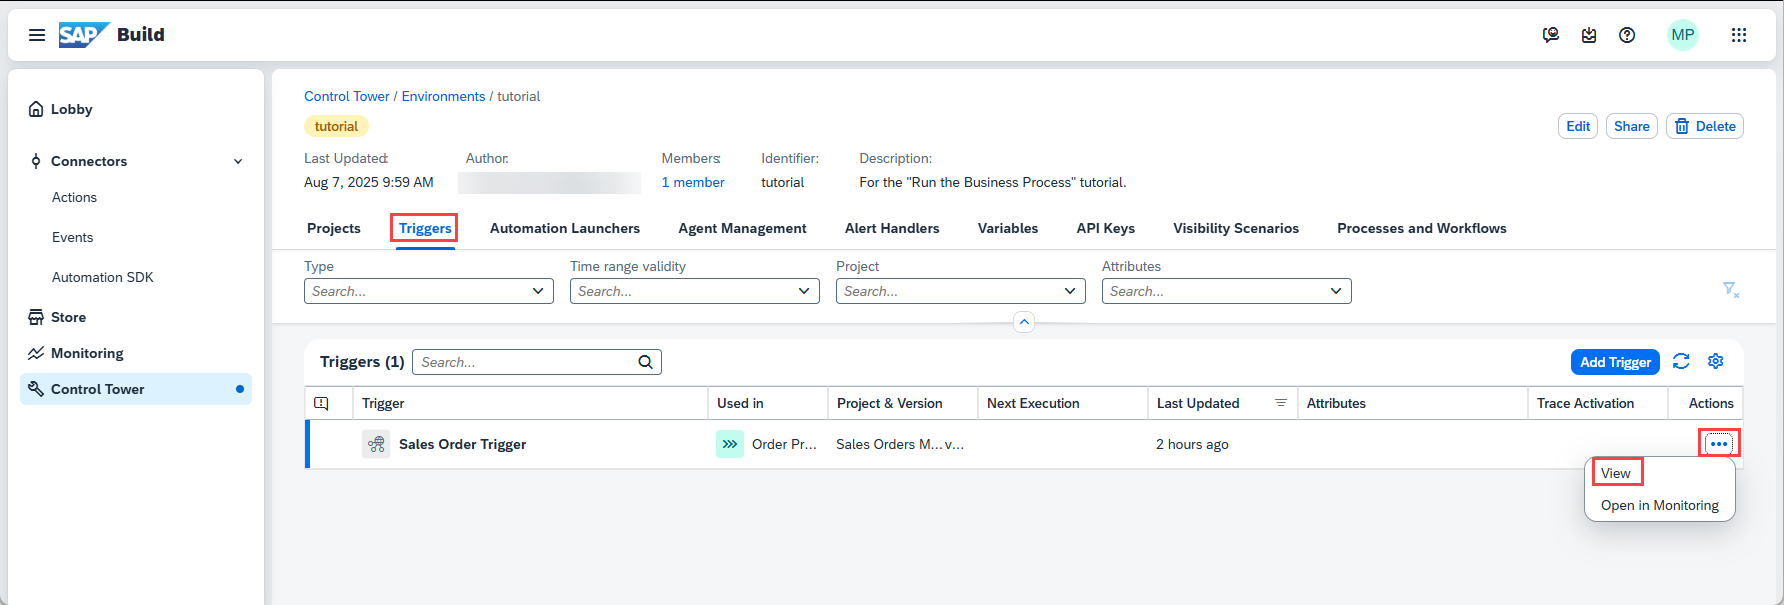 SAP Build
MP
Lobby
Connectors
Actions
Events
Automation SDK
Store
Monitoring
Control Tower
Control Tower / Environments / tutorial
tutorial
Edit
Share
Delete
Last Updated:
Author:
Members:
Identifier:
Description:
Aug 7, 2025 9:59 AM
1 member
tutorial
For the "Run the Business Process" tutorial.
Projects
Triggers
Automation Launchers
Agent Management
Alert Handlers
Variables
API Keys
Visibility Scenarios
Processes and Workflows
Type
Time range validity
Project
Attributes
Search...
Search...
Search...
Search...
Triggers (1)
Search...
Add Trigger
Trigger
Used in
Project & Version
Next Execution
Last Updated
Attributes
Trace Activation
Actions
Sales Order Trigger
Order Pr...
Sales Orders M... v...
2 hours ago
View
Open in Monitoring